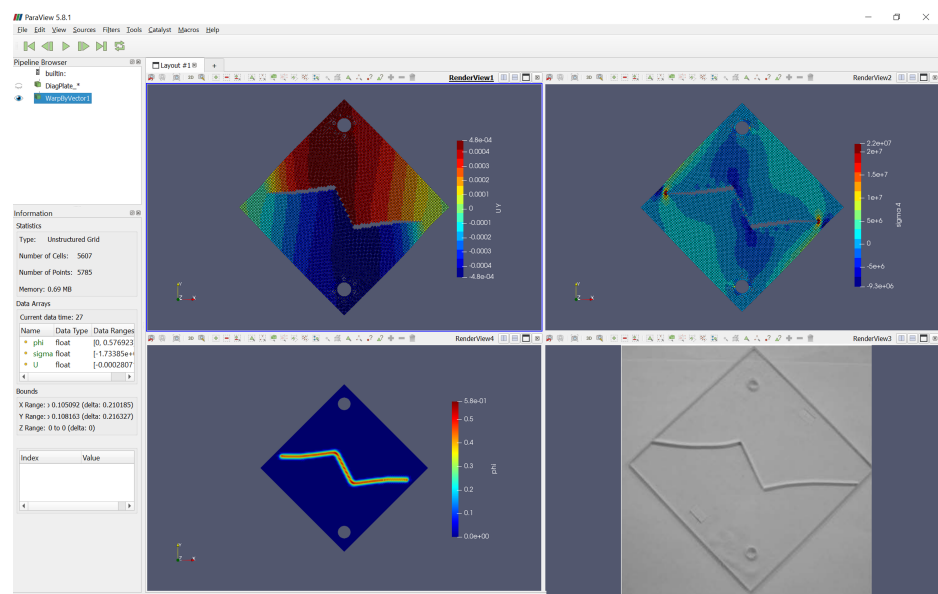 ParaView 5.8.1
File Edit View Sources Filters Tools Catalyst Macros Help
Pipeline Browser
builtin:
DiagPlate_*
WarpByVector1
Information
Statistics
Type: Unstructured Grid
Number of Cells: 5607
Number of Points: 5785
Memory: 0.69 MB
Data Arrays
Current data time: 27
Name Data Type Data Ranges
phi float [0, 0.576923
sigma float [-1.73385e+
U float [-0.0002807
Bounds
X Range: 0.105092 (delta: 0.210185)
Y Range: 0.108163 (delta: 0.216327)
Z Range: 0 to 0 (delta: 0)
Index Value
Layout #1 +
3D RenderView1
4.8e-04
0.0004
0.0003
0.0002
0.0001
0
-0.0001
-0.0002
-0.0003
-0.0004
-4.8e-04
U Y
3D RenderView2
2.2e+07
2e+7
1.5e+7
1e+7
5e+6
0
-5e+6
-9.3e+06
sigma 4
3D RenderView4
5.8e-01
0.5
0.4
0.3
0.2
0.1
0.0e+00
phi
3D RenderView3